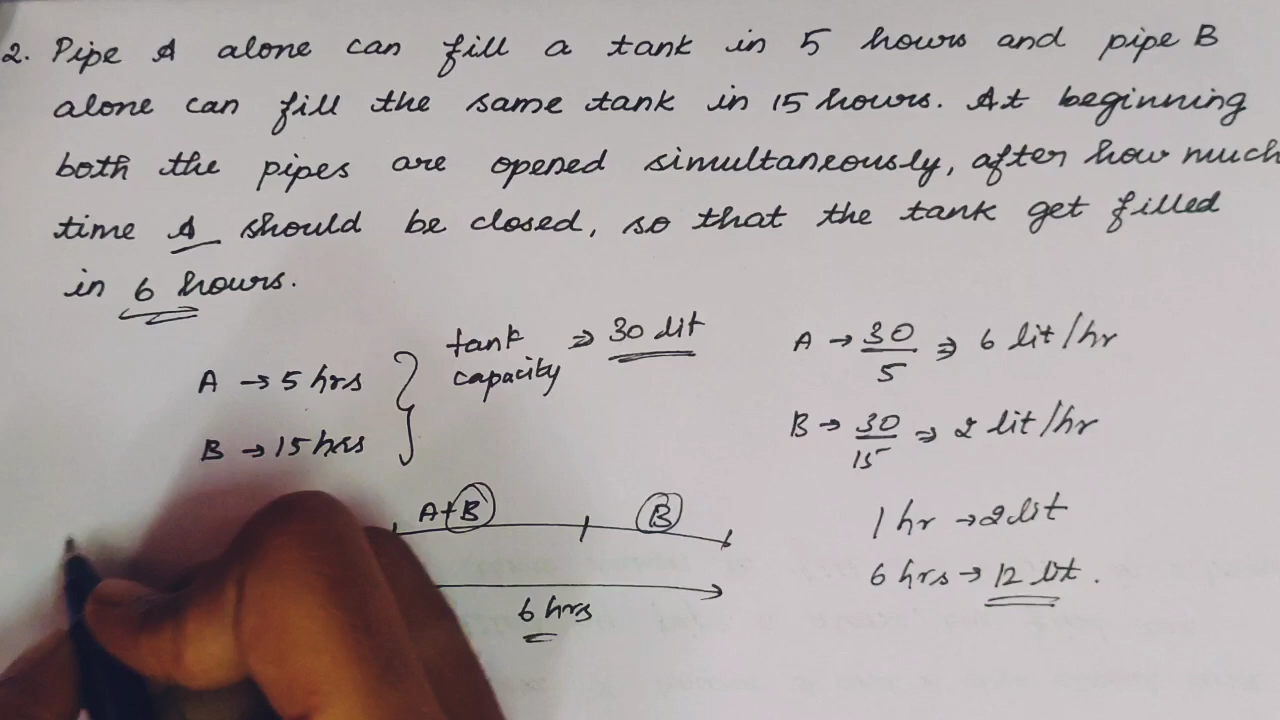 2. Pipe A alone can fill a tank in 5 hours and pipe B
alone can fill the same tank in 15 hours. At beginning
both the pipes are opened simultaneously, after how much
time A should be closed, so that the tank get filled
in 6 hours.
A → 5 hrs
B → 15 hrs
tank capacity ⇒ 30 lit
A → 30/5 ⇒ 6 lit/hr
B → 30/15 ⇒ 2 lit/hr
A+B B
6 hrs
1 hr → 2 lit
6 hrs → 12 lit.